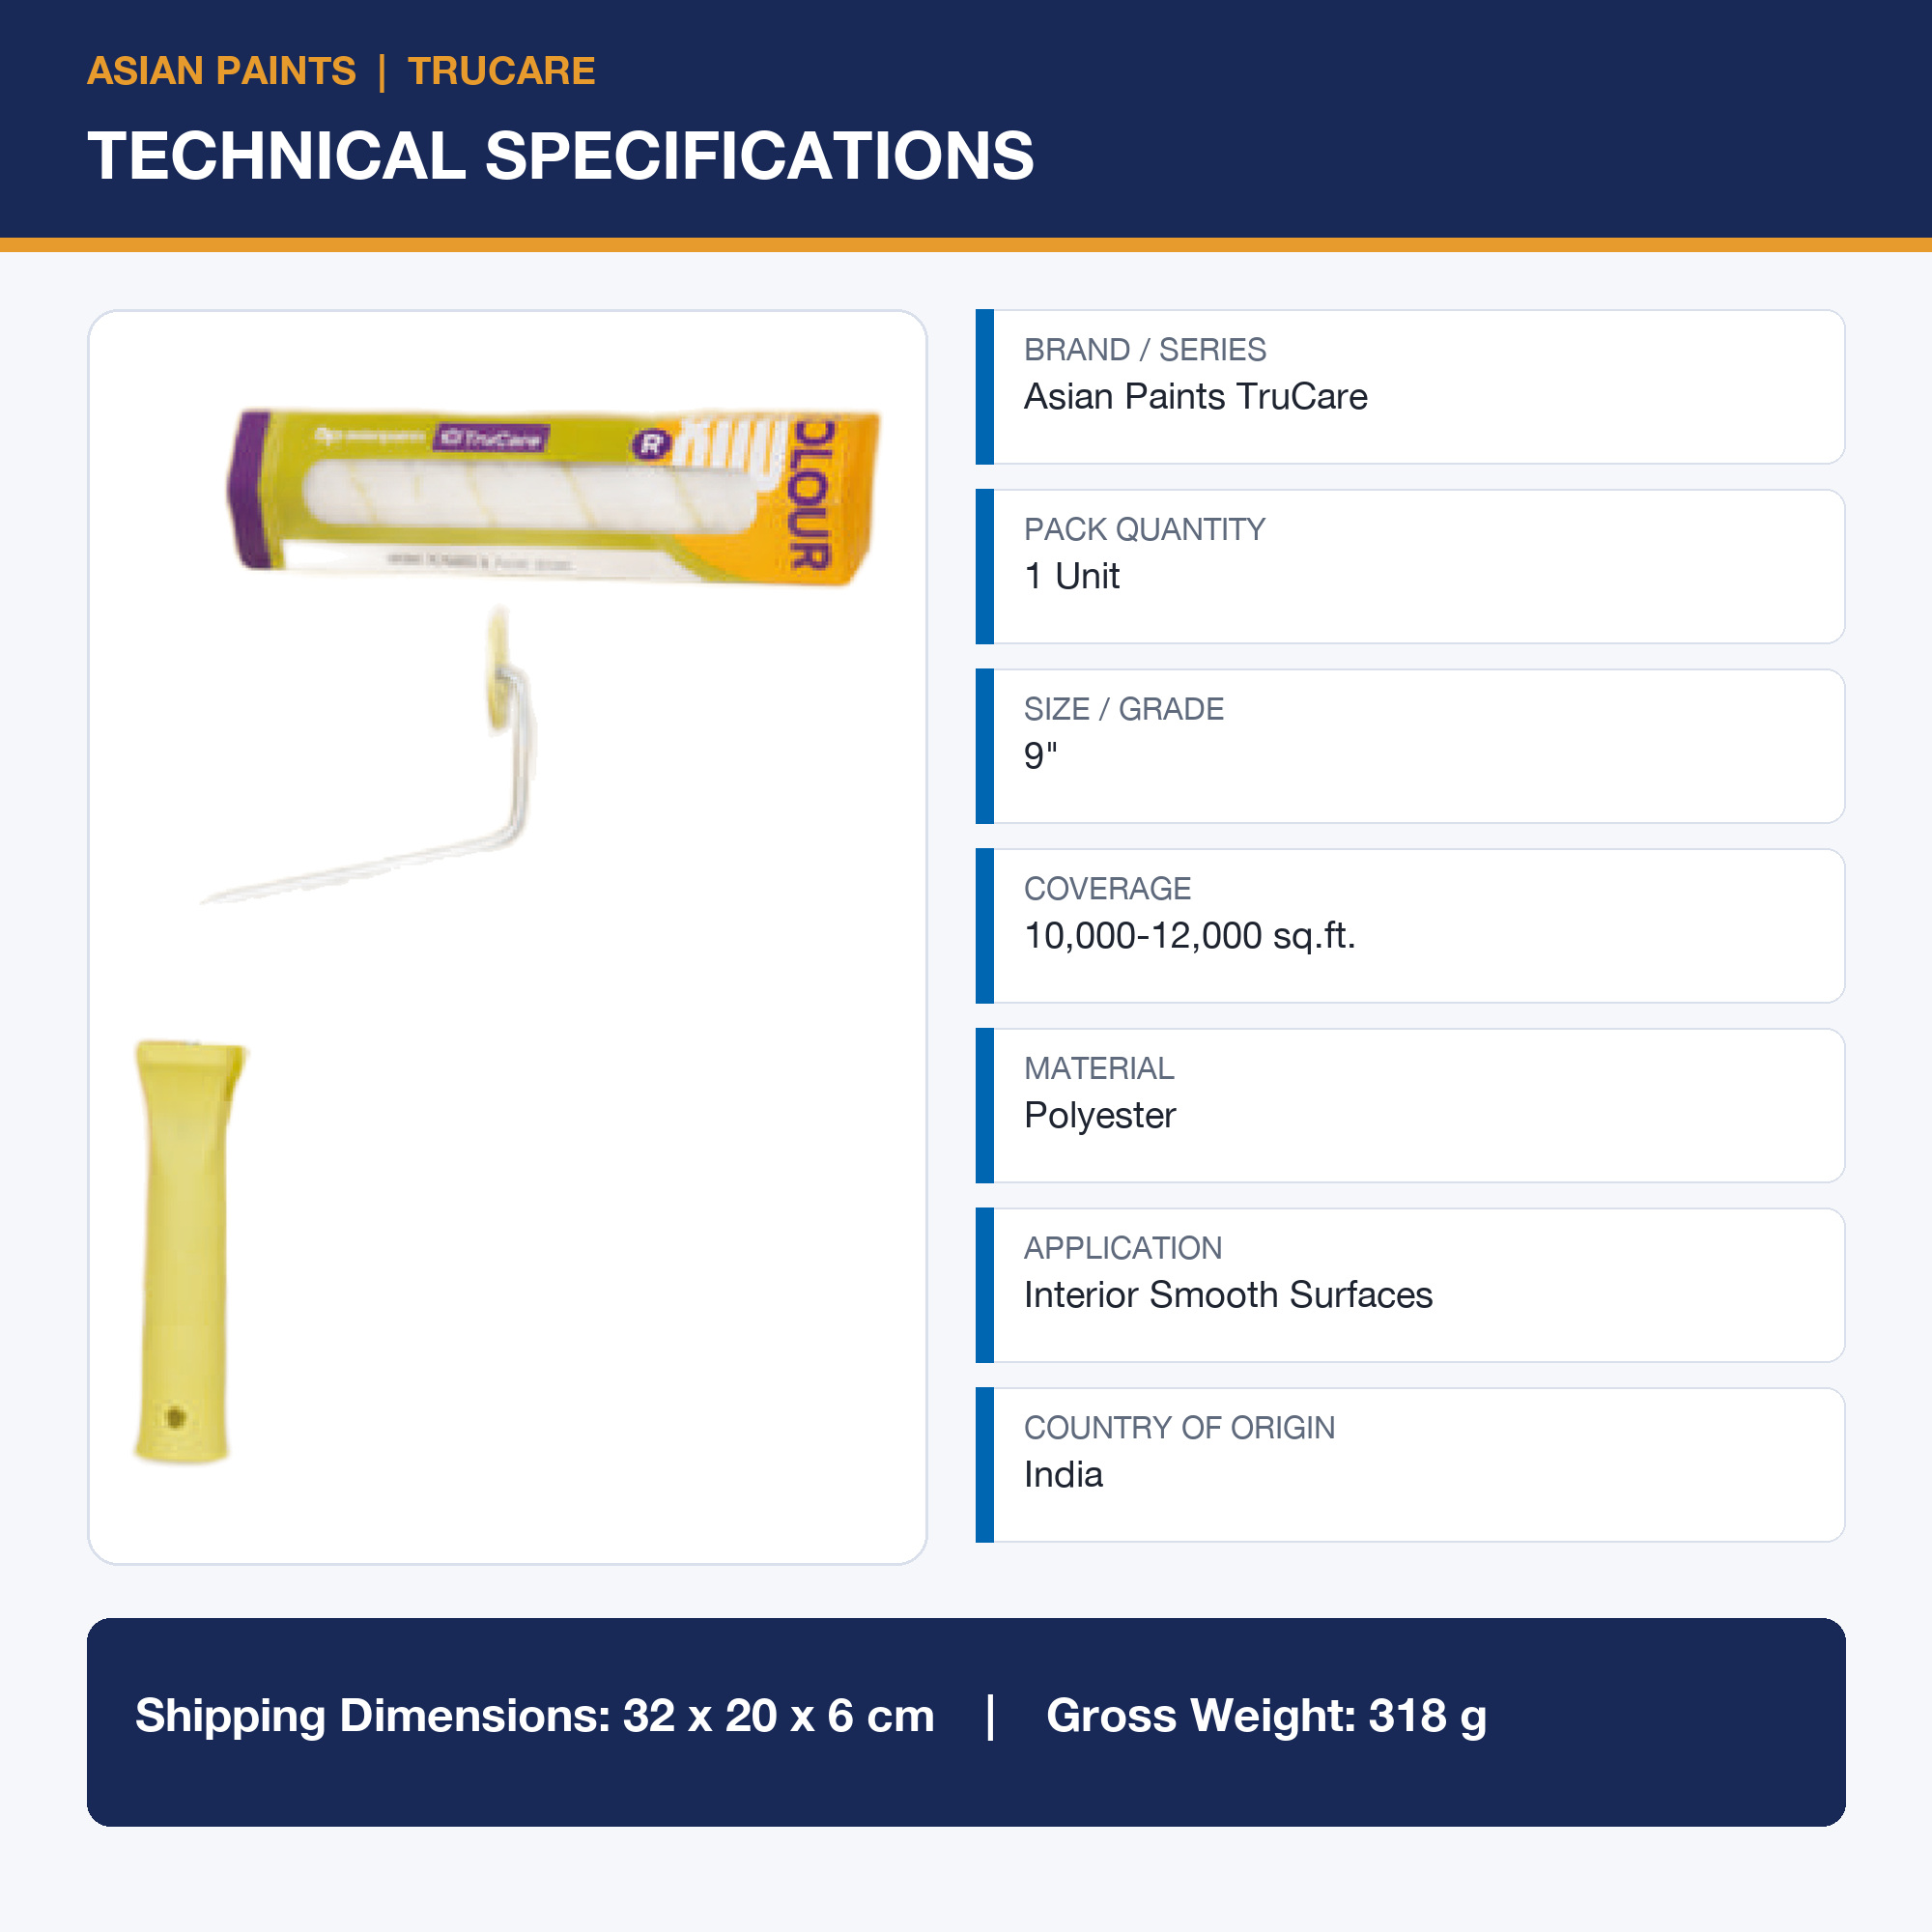 ASIAN PAINTS | TRUCARE
TECHNICAL SPECIFICATIONS
TruCare
R
OLOUR
BRAND / SERIES
Asian Paints TruCare
PACK QUANTITY
1 Unit
SIZE / GRADE
9"
COVERAGE
10,000-12,000 sq.ft.
MATERIAL
Polyester
APPLICATION
Interior Smooth Surfaces
COUNTRY OF ORIGIN
India
Shipping Dimensions: 32 x 20 x 6 cm | Gross Weight: 318 g